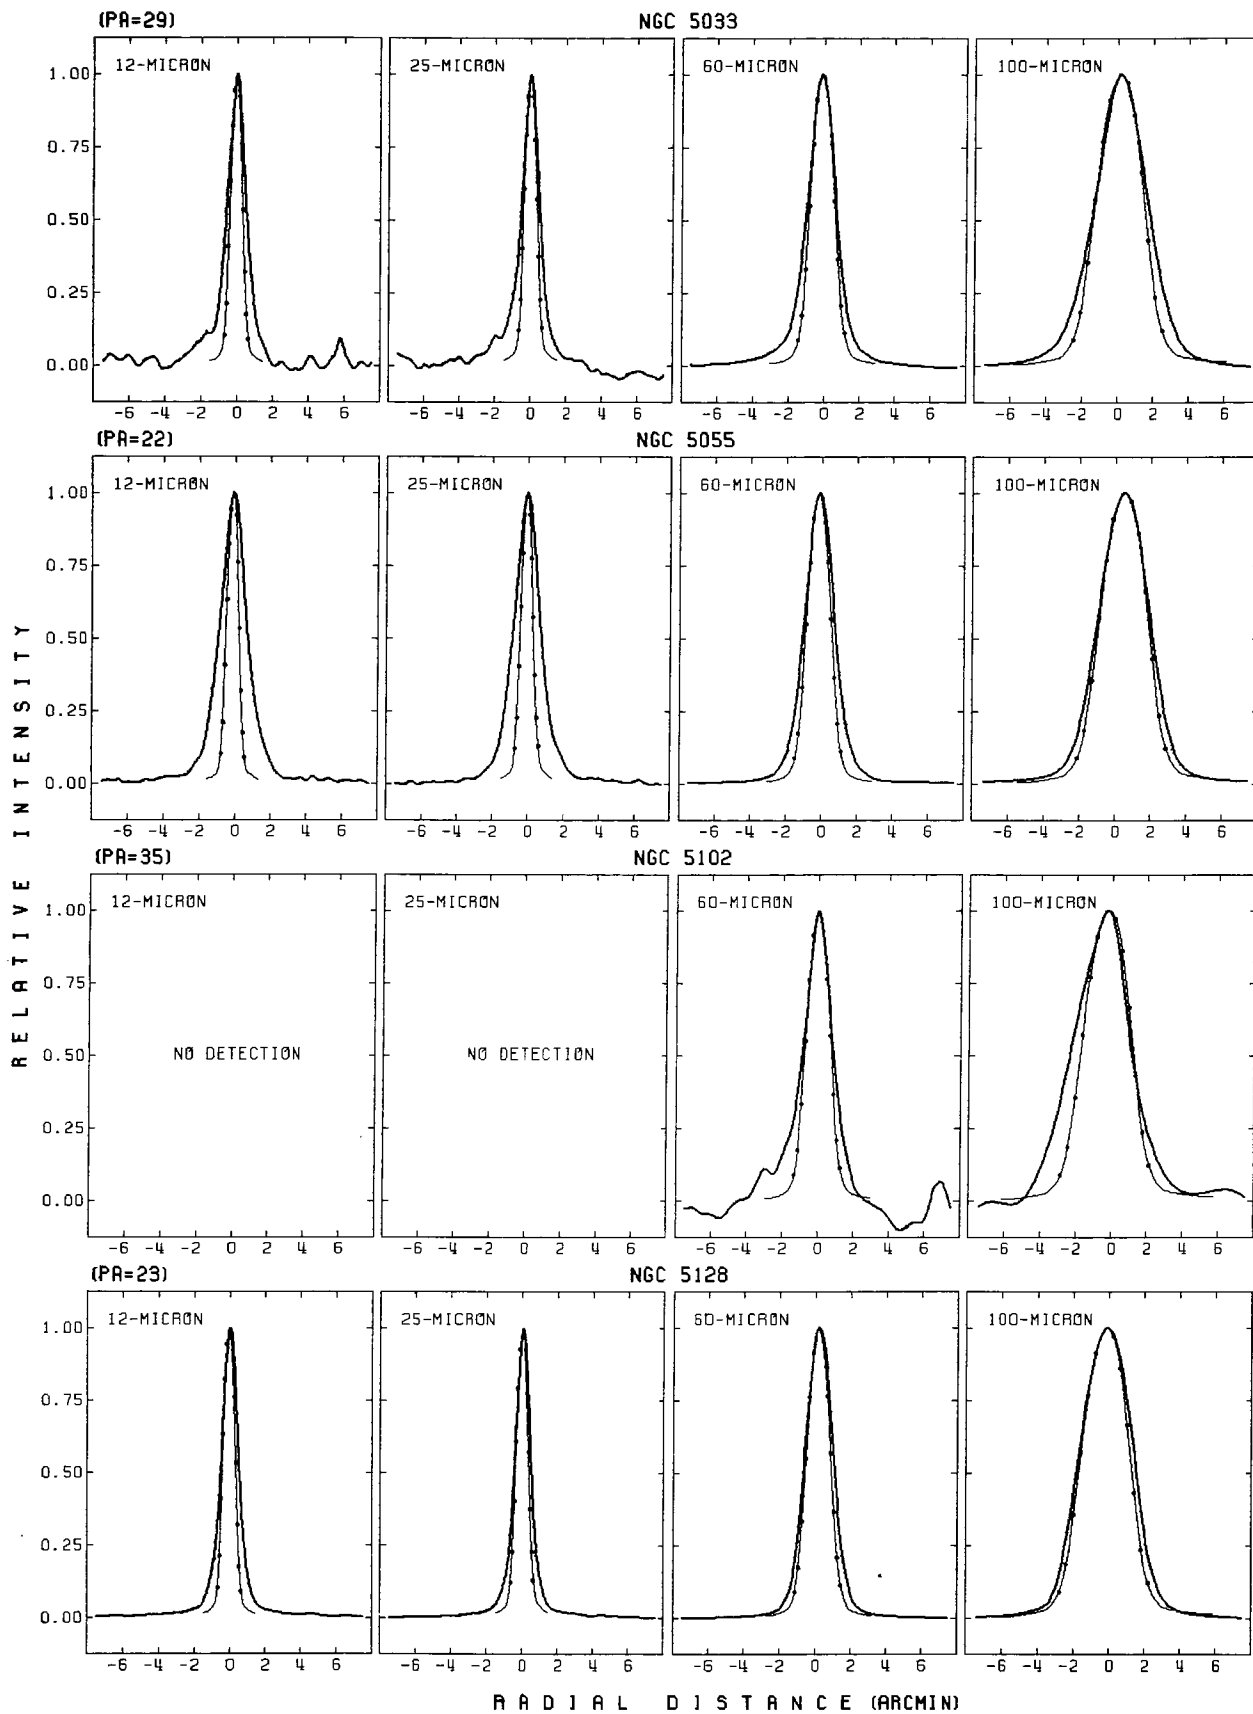 (PA=29) NGC 5033
12-MICRON 25-MICRON 60-MICRON 100-MICRON
1.00
0.75
0.50
0.25
0.00
-6 -4 -2 0 2 4 6 -6 -4 -2 0 2 4 6 -6 -4 -2 0 2 4 6 -6 -4 -2 0 2 4 6
(PA=22) NGC 5055
12-MICRON 25-MICRON 60-MICRON 100-MICRON
1.00
0.75
0.50
0.25
0.00
-6 -4 -2 0 2 4 6 -6 -4 -2 0 2 4 6 -6 -4 -2 0 2 4 6 -6 -4 -2 0 2 4 6
(PA=35) NGC 5102
12-MICRON 25-MICRON 60-MICRON 100-MICRON
1.00
0.75
0.50 NO DETECTION NO DETECTION
0.25
0.00
-6 -4 -2 0 2 4 6 -6 -4 -2 0 2 4 6 -6 -4 -2 0 2 4 6 -6 -4 -2 0 2 4 6
(PA=23) NGC 5128
12-MICRON 25-MICRON 60-MICRON 100-MICRON
1.00
0.75
0.50
0.25
0.00
-6 -4 -2 0 2 4 6 -6 -4 -2 0 2 4 6 -6 -4 -2 0 2 4 6 -6 -4 -2 0 2 4 6
RELATIVE INTENSITY
RADIAL DISTANCE (ARCMIN)